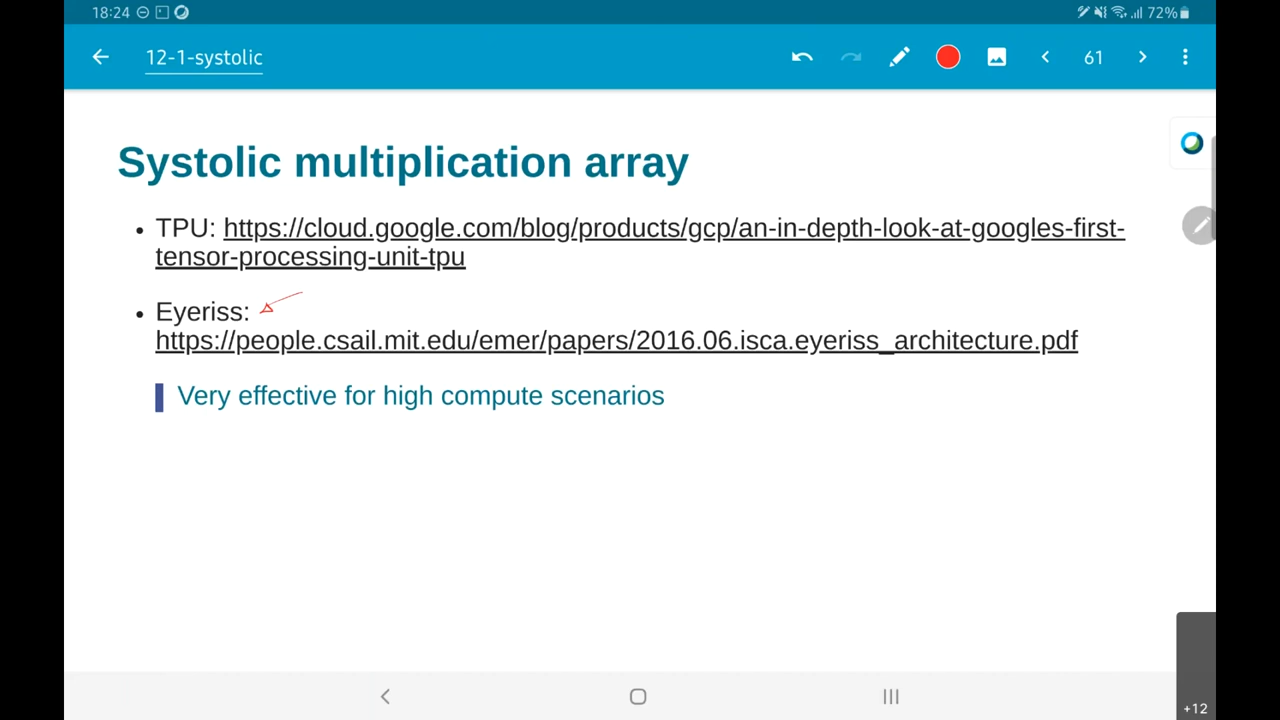 18:24
72%
12-1-systolic
61
Systolic multiplication array
• TPU: https://cloud.google.com/blog/products/gcp/an-in-depth-look-at-googles-first-
tensor-processing-unit-tpu
• Eyeriss:
https://people.csail.mit.edu/emer/papers/2016.06.isca.eyeriss_architecture.pdf
Very effective for high compute scenarios
+12